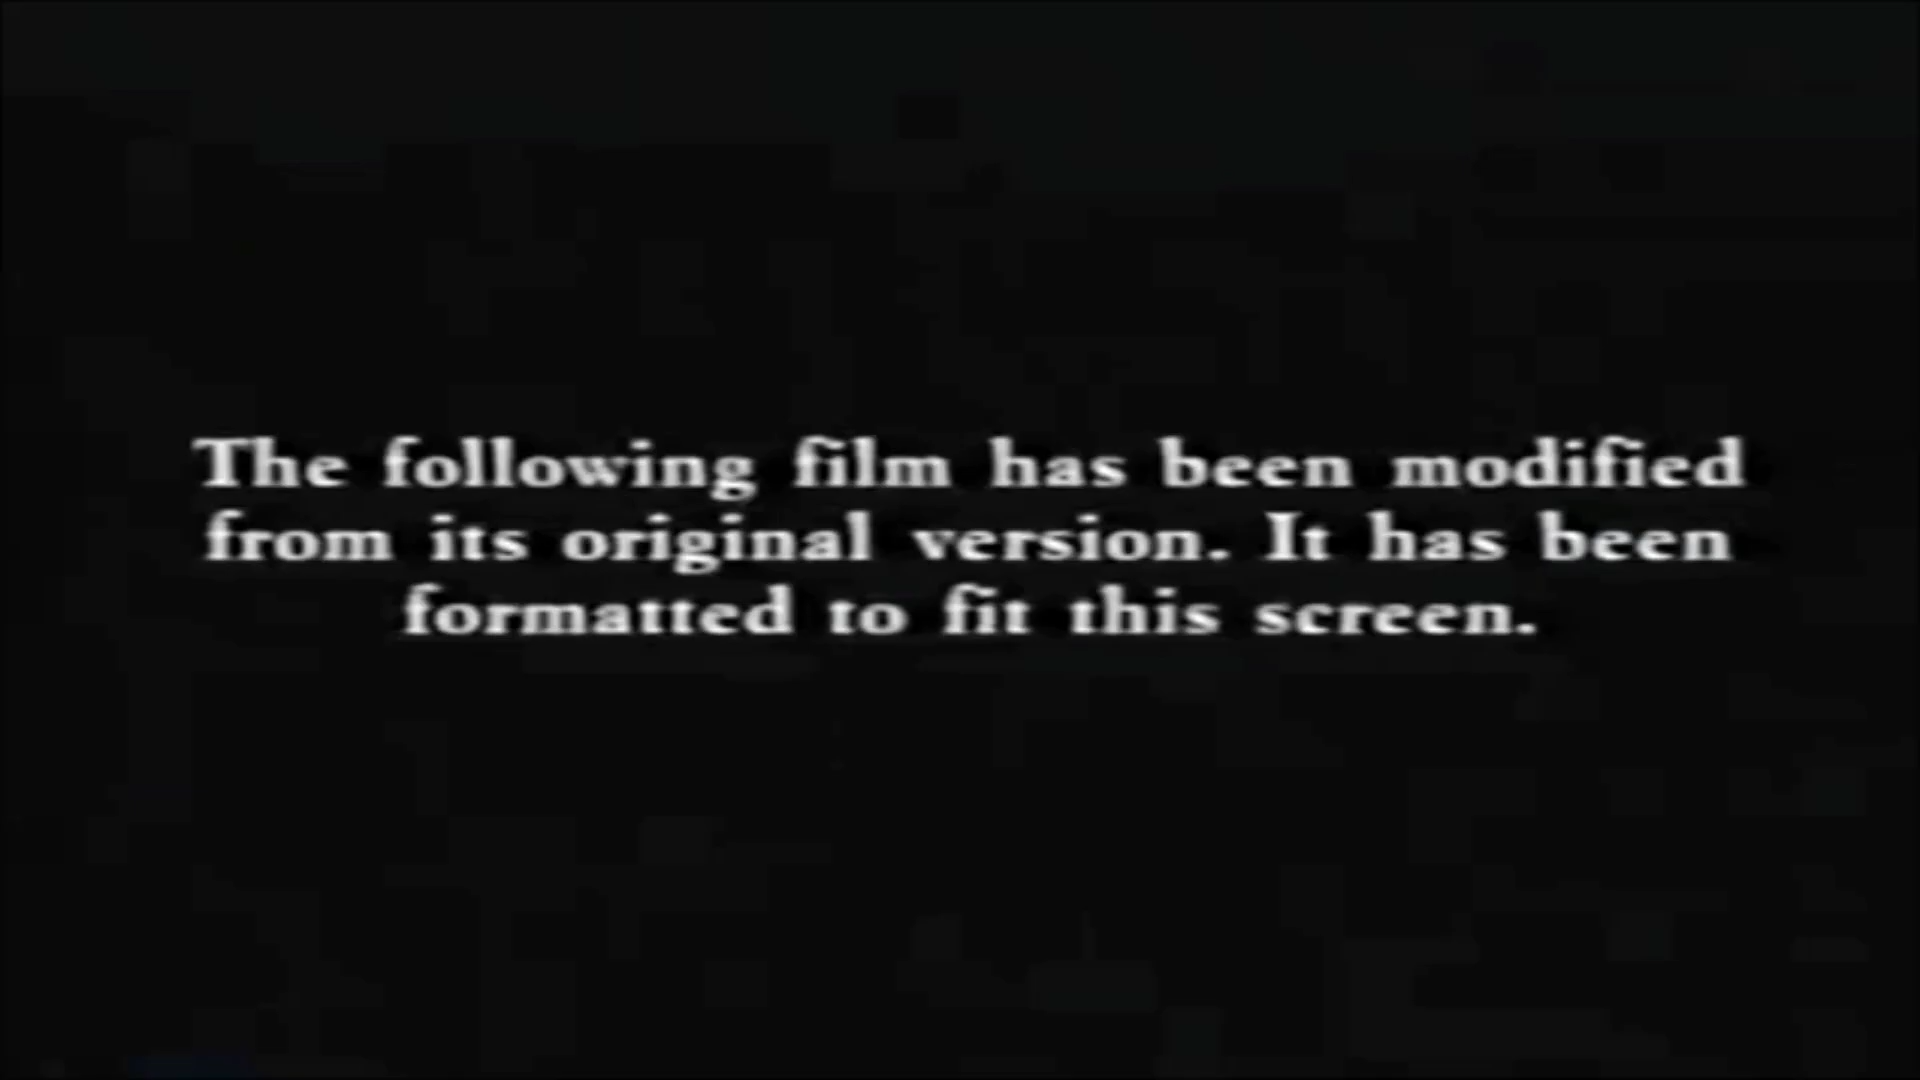 The following film has been modified
from its original version. It has been
formatted to fit this screen.